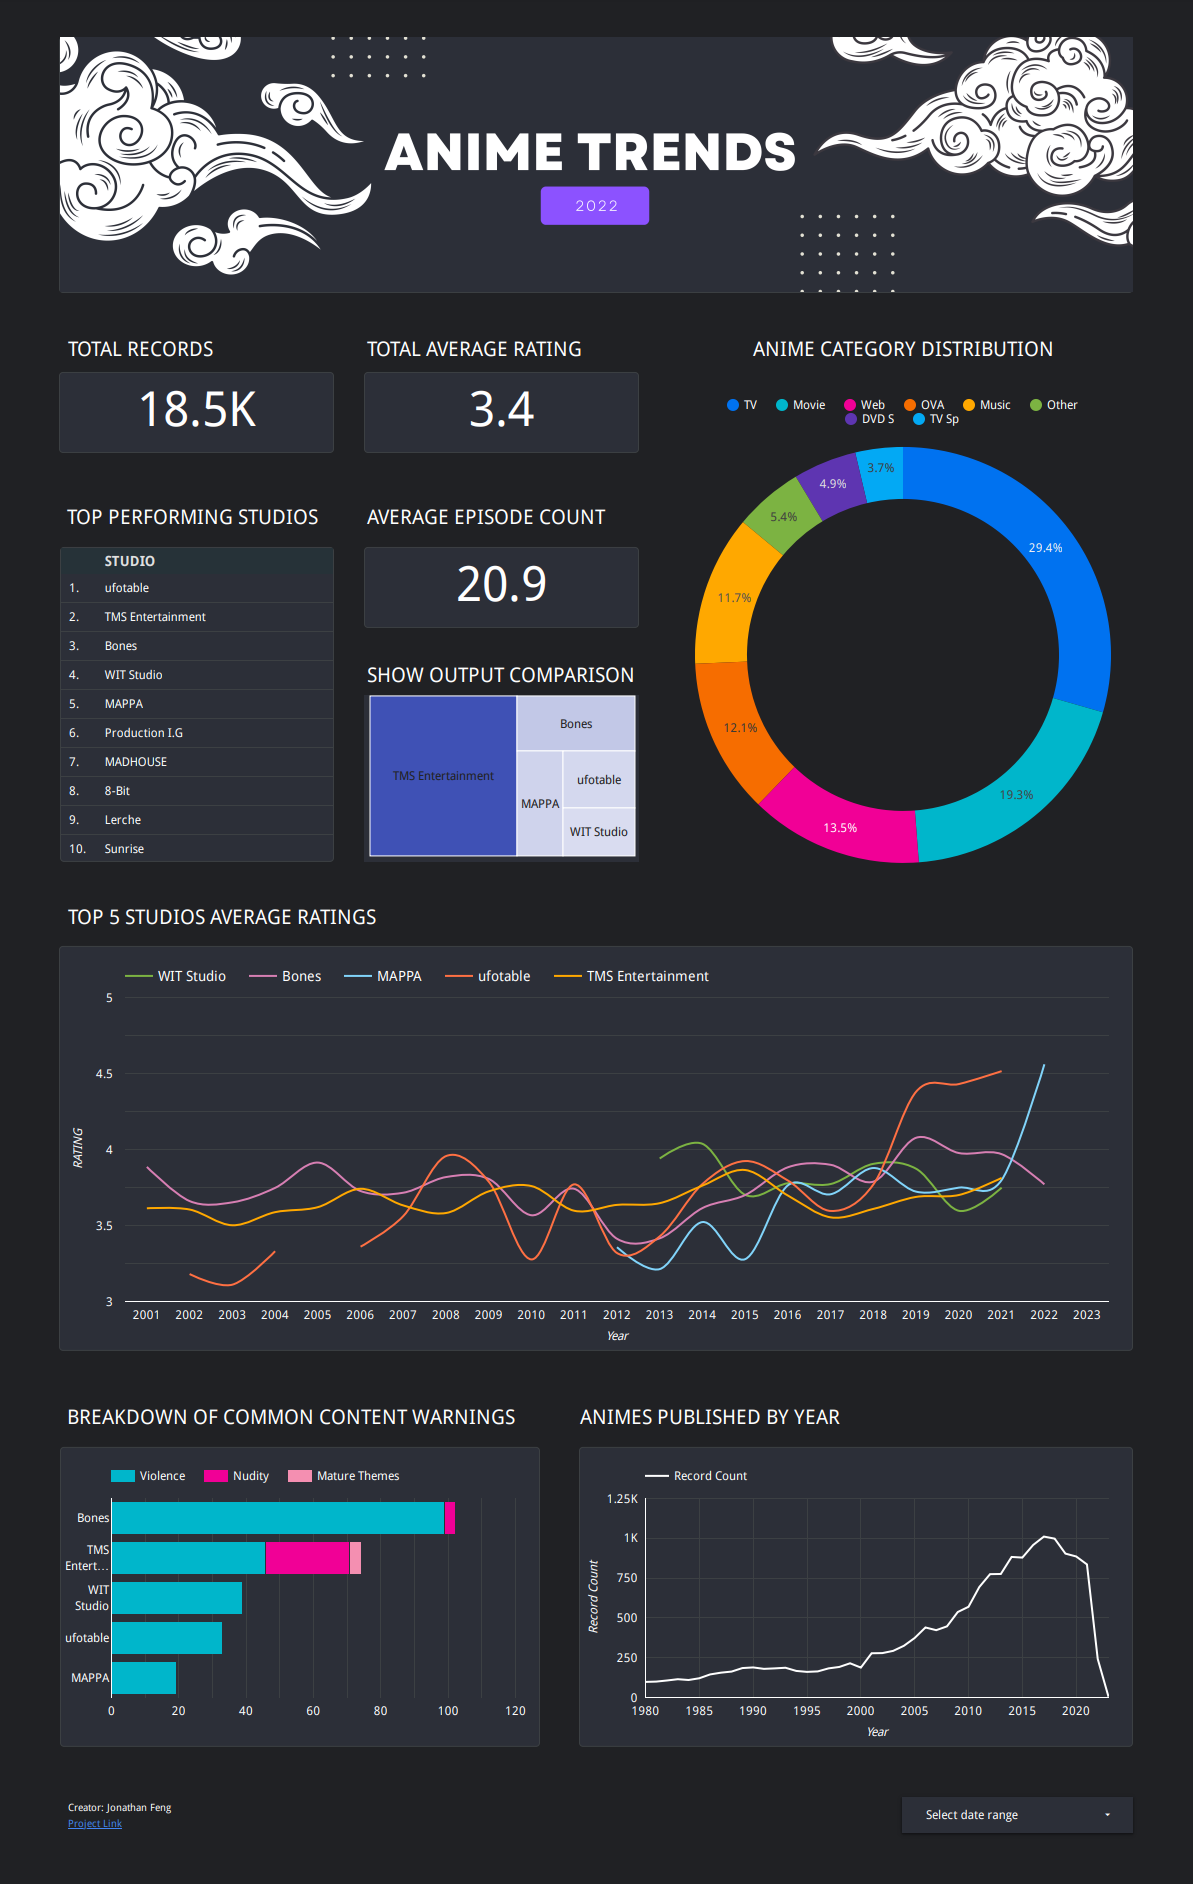 ANIME TRENDS
2022
TOTAL RECORDS
18.5K
TOTAL AVERAGE RATING
3.4
ANIME CATEGORY DISTRIBUTION
TV Movie Web OVA Music Other
DVD S TV Sp
3.7%
4.9%
5.4%
29.4%
11.7%
12.1%
19.3%
13.5%
TOP PERFORMING STUDIOS
STUDIO
1. ufotable
2. TMS Entertainment
3. Bones
4. WIT Studio
5. MAPPA
6. Production I.G
7. MADHOUSE
8. 8-Bit
9. Lerche
10. Sunrise
AVERAGE EPISODE COUNT
20.9
SHOW OUTPUT COMPARISON
TMS Entertainment
Bones
MAPPA
ufotable
WIT Studio
TOP 5 STUDIOS AVERAGE RATINGS
WIT Studio Bones MAPPA ufotable TMS Entertainment
5
4.5
4
3.5
3
RATING
2001 2002 2003 2004 2005 2006 2007 2008 2009 2010 2011 2012 2013 2014 2015 2016 2017 2018 2019 2020 2021 2022 2023
Year
BREAKDOWN OF COMMON CONTENT WARNINGS
Violence Nudity Mature Themes
Bones
TMS
Entert...
WIT
Studio
ufotable
MAPPA
0 20 40 60 80 100 120
ANIMES PUBLISHED BY YEAR
Record Count
1.25K
1K
750
500
250
0
Record Count
1980 1985 1990 1995 2000 2005 2010 2015 2020
Year
Creator: Jonathan Feng
Project Link
Select date range